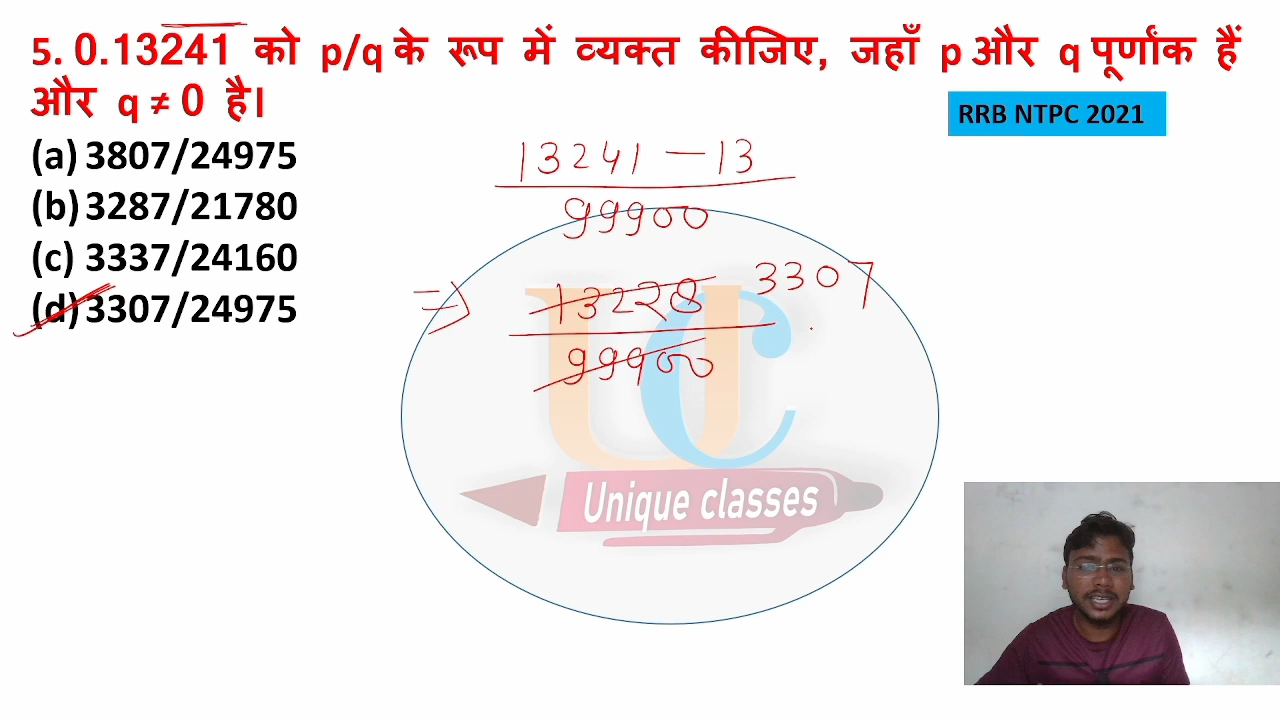 5. 0.13241 को p/q के रूप में व्यक्त कीजिए, जहाँ p और q पूर्णांक हैं
और q ≠ 0 है।
RRB NTPC 2021
(a) 3807/24975
(b) 3287/21780
(c) 3337/24160
(d) 3307/24975
13241 — 13
99900
⇒ 13228 3307
99900
UC
Unique classes